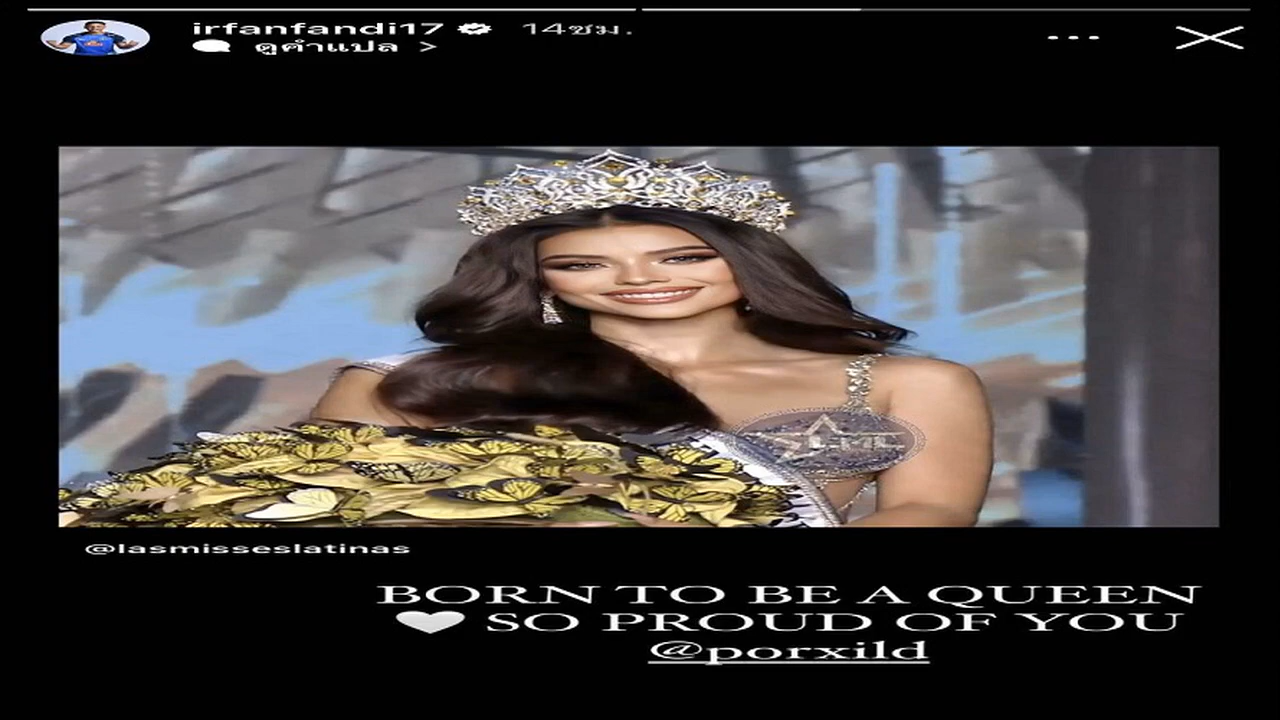 irfanfandi17 14ชม.
ดูคำแปล >
LML
@lasmisseslatinas
BORN TO BE A QUEEN
SO PROUD OF YOU
@porxild